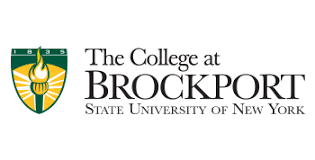 1835
The College at
BROCKPORT
STATE UNIVERSITY OF NEW YORK